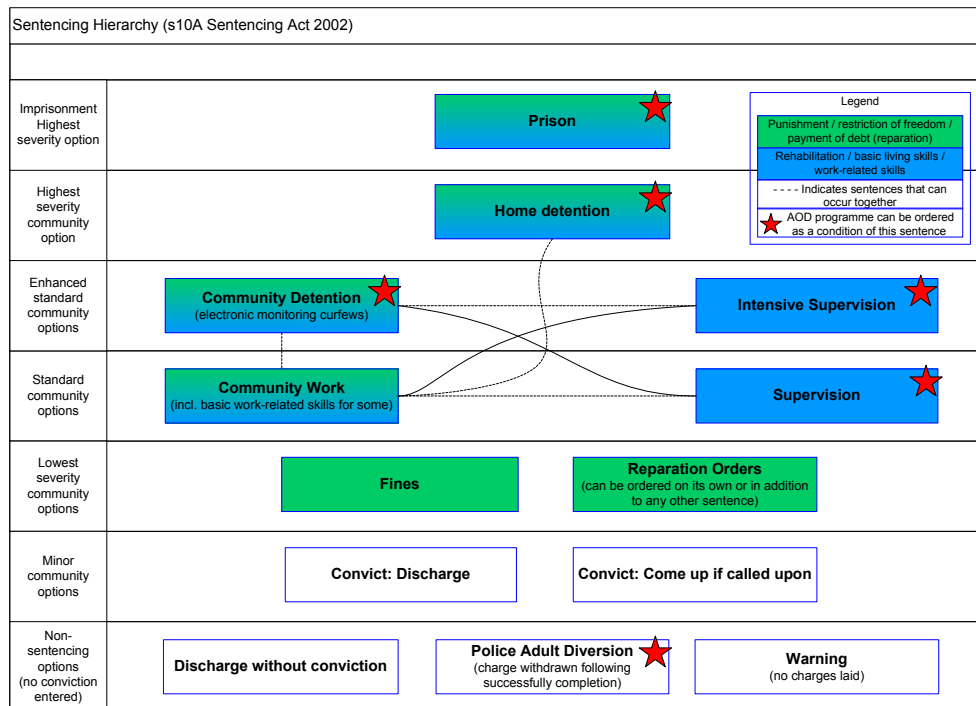 Sentencing Hierarchy (s10A Sentencing Act 2002)
Imprisonment
Highest
severity option
Prison
Legend
Punishment / restriction of freedom /
payment of debt (reparation)
Rehabilitation / basic living skills /
work-related skills
---- Indicates sentences that can
occur together
AOD programme can be ordered
as a condition of this sentence
Highest
severity
community
option
Home detention
Enhanced
standard
community
options
Community Detention
(electronic monitoring curfews)
Intensive Supervision
Standard
community
options
Community Work
(incl. basic work-related skills for some)
Supervision
Lowest
severity
community
options
Fines
Reparation Orders
(can be ordered on its own or in addition
to any other sentence)
Minor
community
options
Convict: Discharge
Convict: Come up if called upon
Non-
sentencing
options
(no conviction
entered)
Discharge without conviction
Police Adult Diversion
(charge withdrawn following
successfully completion)
Warning
(no charges laid)